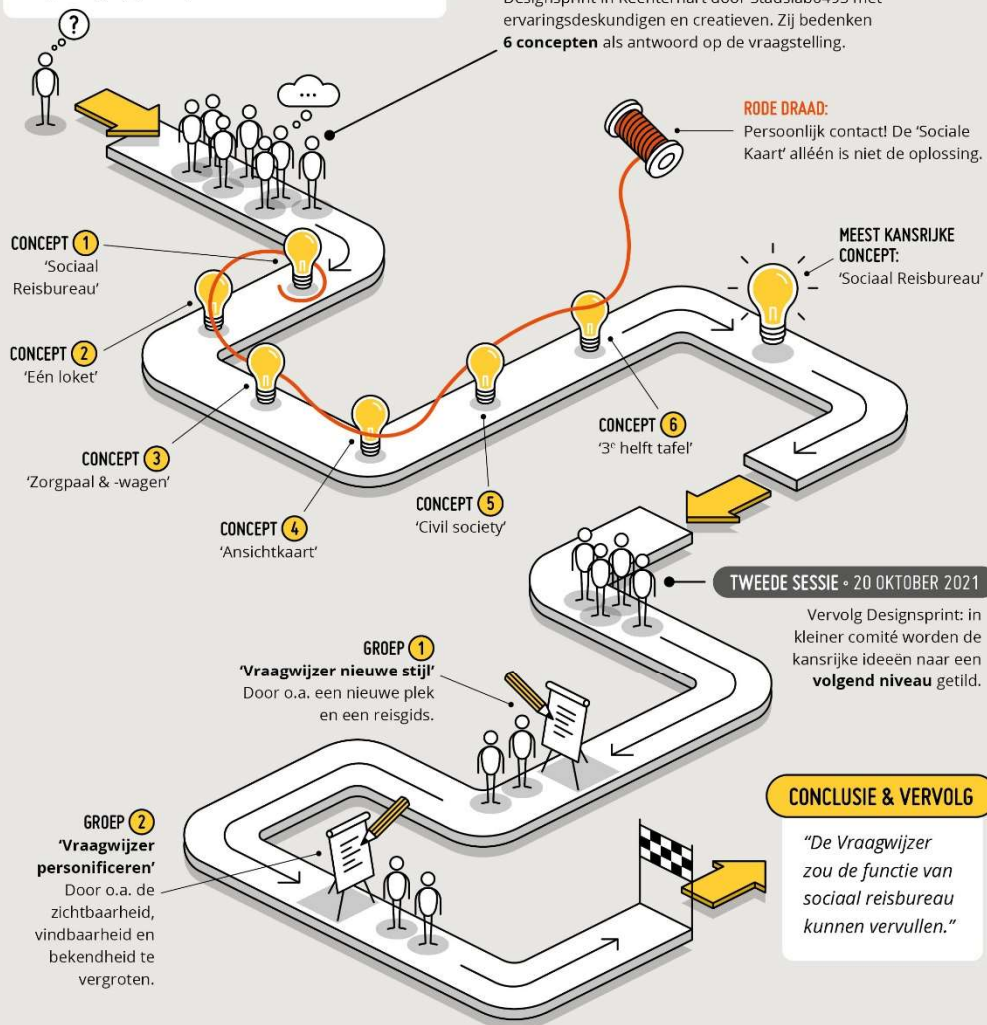 ervaringsdeskundigen en creatieven. Zij bedenken
6 concepten als antwoord op de vraagstelling.
?
...
RODE DRAAD:
Persoonlijk contact! De ‘Sociale
Kaart’ alléén is niet de oplossing.
CONCEPT 1
‘Sociaal
Reisbureau’
MEEST KANSRIJKE
CONCEPT:
‘Sociaal Reisbureau’
CONCEPT 2
‘Eén loket’
CONCEPT 3
‘Zorgpaal & -wagen’
CONCEPT 4
‘Ansichtkaart’
CONCEPT 5
‘Civil society’
CONCEPT 6
‘3e helft tafel’
TWEEDE SESSIE • 20 OKTOBER 2021
Vervolg Designsprint: in
kleiner comité worden de
kansrijke ideeën naar een
volgend niveau getild.
GROEP 1
‘Vraagwijzer nieuwe stijl’
Door o.a. een nieuwe plek
en een reisgids.
GROEP 2
‘Vraagwijzer
personificeren’
Door o.a. de
zichtbaarheid,
vindbaarheid en
bekendheid te
vergroten.
CONCLUSIE & VERVOLG
“De Vraagwijzer
zou de functie van
sociaal reisbureau
kunnen vervullen.”